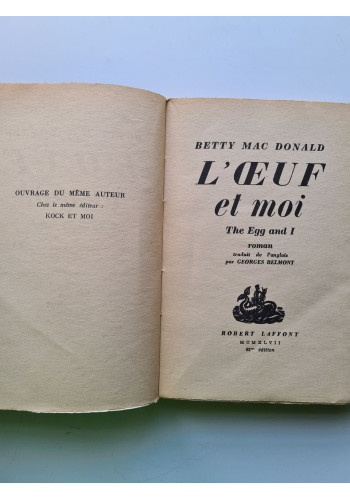 OUVRAGE DU MÊME AUTEUR
Chez le même éditeur :
KOCK ET MOI
BETTY MAC DONALD
L'ŒUF
et moi
The Egg and I
roman
traduit de l'anglais
par GEORGES BELMONT
ROBERT LAFFONT
MCMXLVII
édition